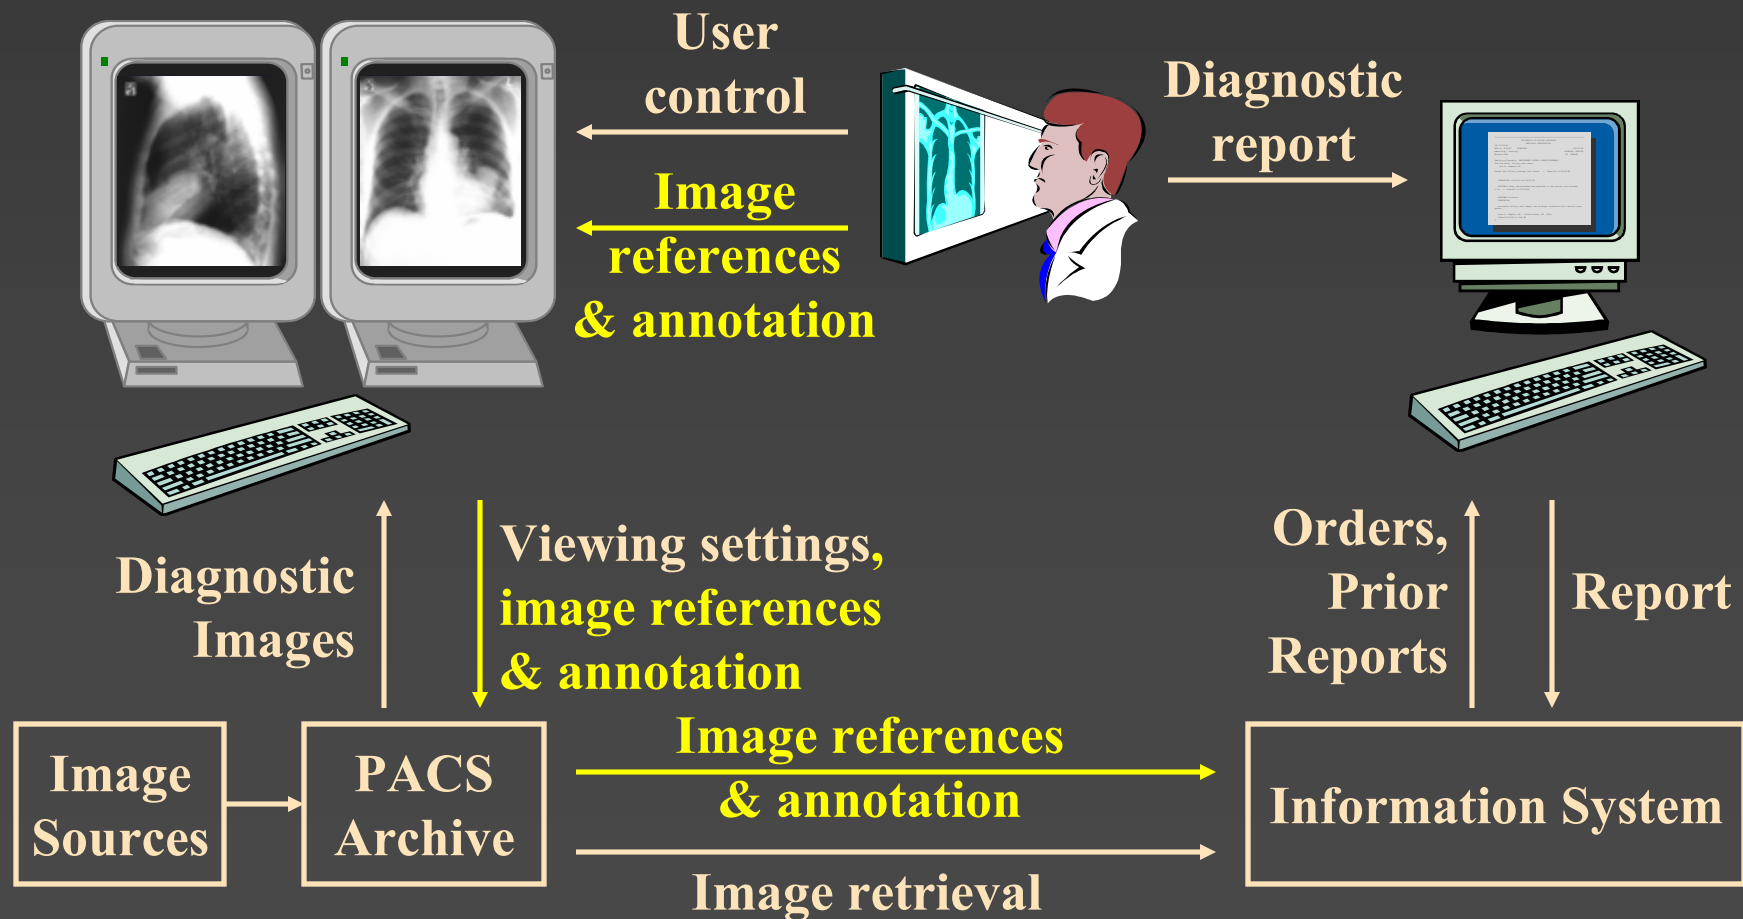 User
control
Image
references
& annotation
Diagnostic
report
Diagnostic
Images
Viewing settings,
image references
& annotation
Orders,
Prior
Reports
Report
Image
Sources
PACS
Archive
Image references
& annotation
Image retrieval
Information System